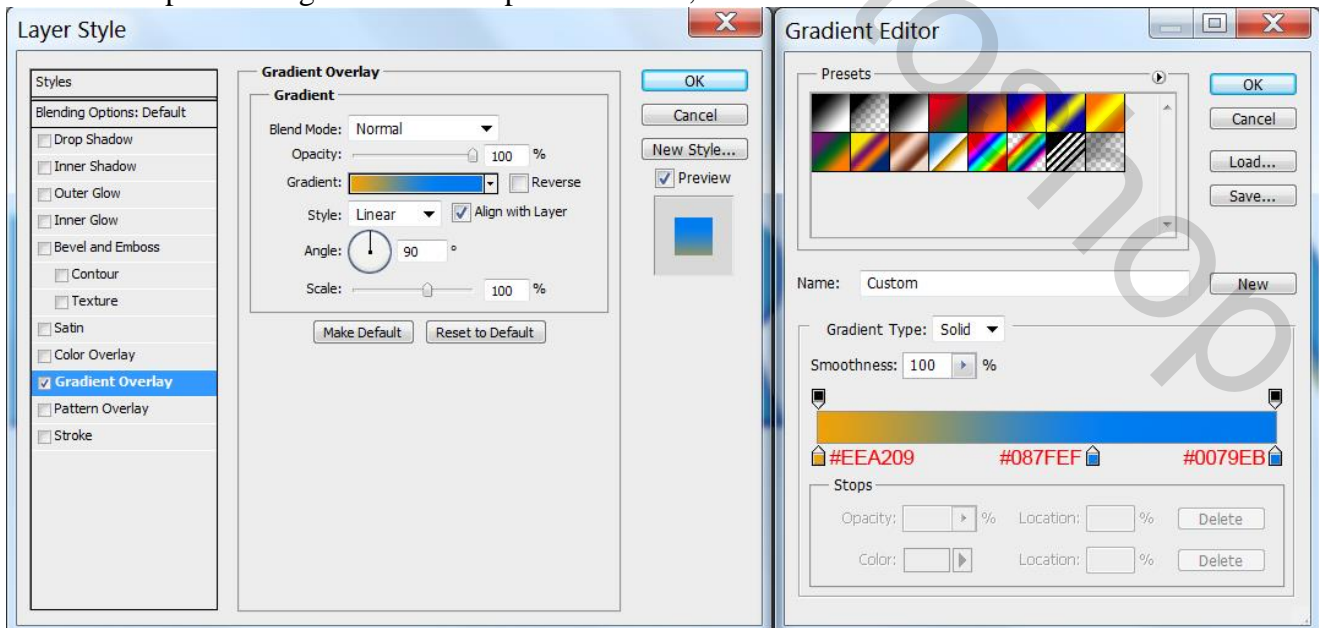 Layer Style
Styles
Blending Options: Default
Drop Shadow
Inner Shadow
Outer Glow
Inner Glow
Bevel and Emboss
Contour
Texture
Satin
Color Overlay
Gradient Overlay
Pattern Overlay
Stroke
Gradient Overlay
Gradient
Blend Mode: Normal
Opacity: 100 %
Gradient: Reverse
Style: Linear Align with Layer
Angle: 90 °
Scale: 100 %
Make Default Reset to Default
OK
Cancel
New Style...
Preview
Gradient Editor
Presets
OK
Cancel
Load...
Save...
Name: Custom New
Gradient Type: Solid
Smoothness: 100 %
#EEA209 #087FEF #0079EB
Stops
Opacity: % Location: % Delete
Color: Location: % Delete